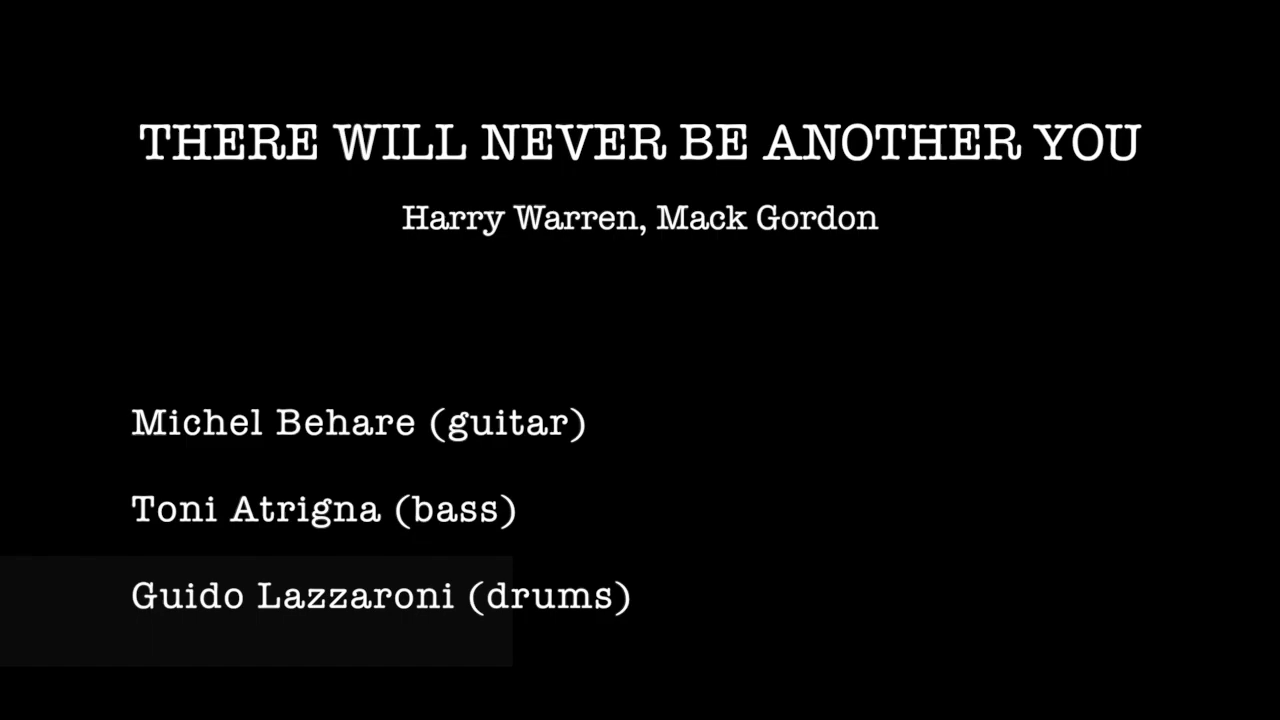 THERE WILL NEVER BE ANOTHER YOU
Harry Warren, Mack Gordon
Michel Behare (guitar)
Toni Atrigna (bass)
Guido Lazzaroni (drums)